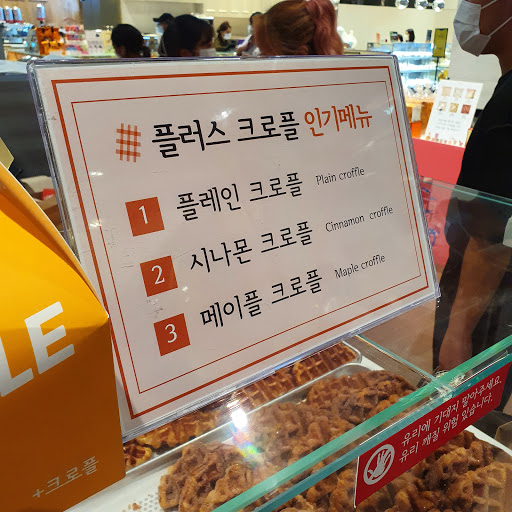 # 플러스 크로플 인기메뉴
1 플레인 크로플 Plain croffle
2 시나몬 크로플 Cinnamon croffle
3 메이플 크로플 Maple croffle
LE
+크로플
유리에 기대지 말아주세요.
유리 깨질 위험 있습니다.